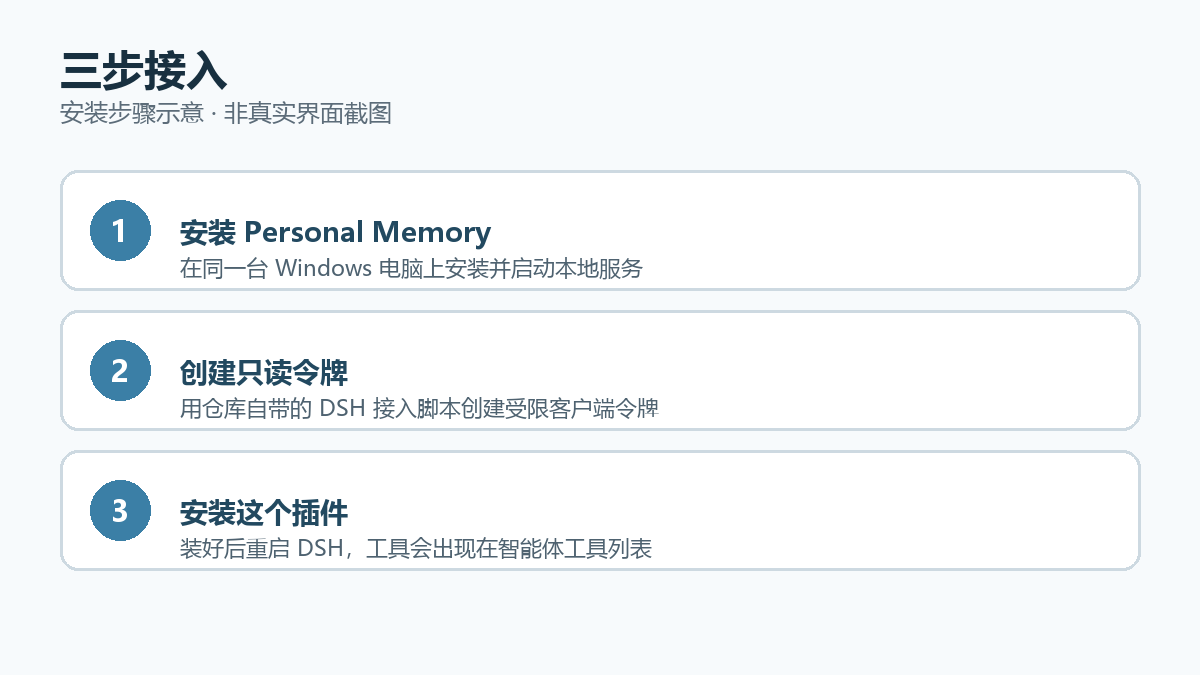 三步接入
安装步骤示意 · 非真实界面截图
1
安装 Personal Memory
在同一台 Windows 电脑上安装并启动本地服务
2
创建只读令牌
用仓库自带的 DSH 接入脚本创建受限客户端令牌
3
安装这个插件
装好后重启 DSH，工具会出现在智能体工具列表